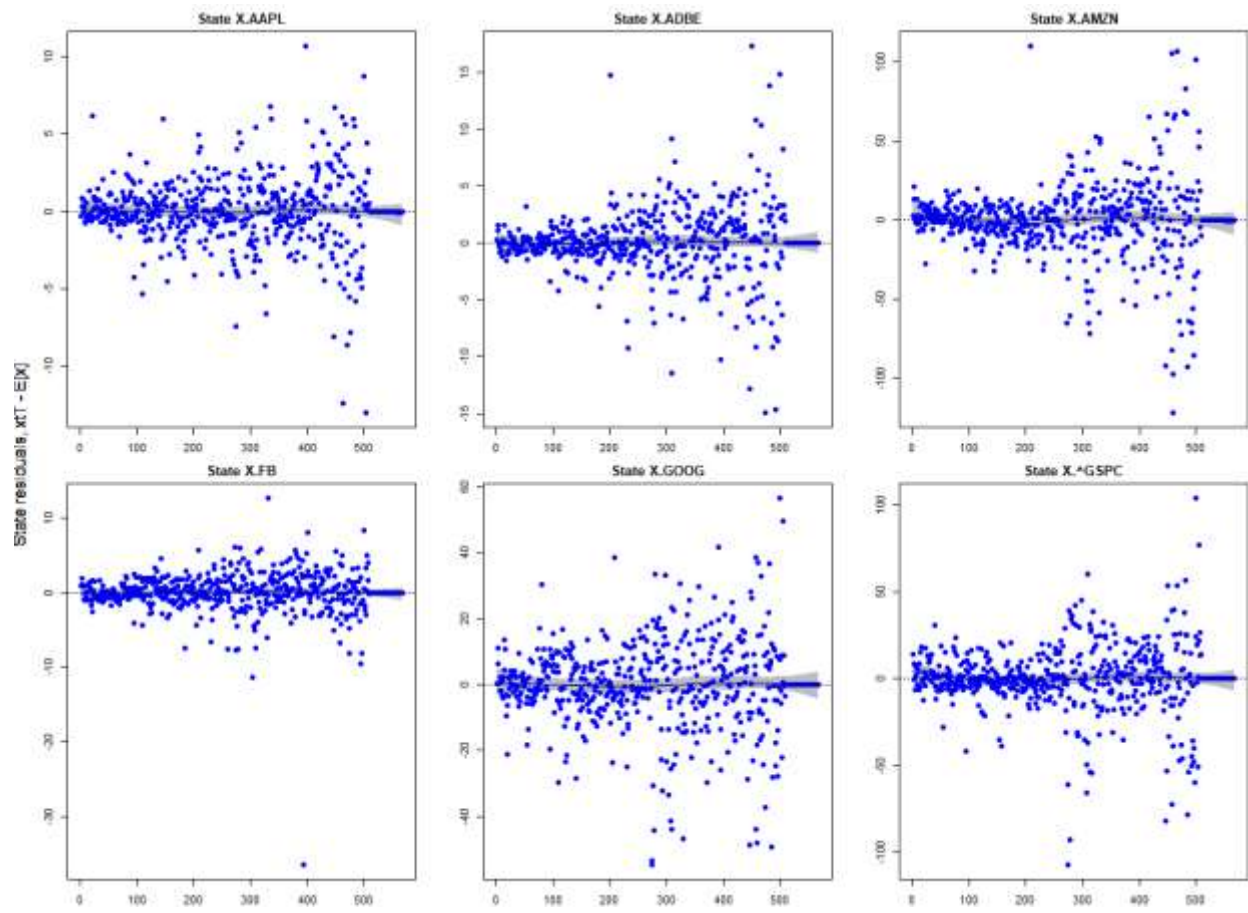 State X.AAPL
State X.ADBE
State X.AMZN
10
5
0
-5
-10
0 100 200 300 400 500
15
10
5
0
-5
-10
-15
0 100 200 300 400 500
100
50
0
-50
-100
0 100 200 300 400 500
State residuals, xtT - E[x]
State X.FB
State X.GOOG
State X.^GSPC
10
0
-10
-20
-30
0 100 200 300 400 500
60
40
20
0
-20
-40
0 100 200 300 400 500
100
50
0
-50
-100
0 100 200 300 400 500